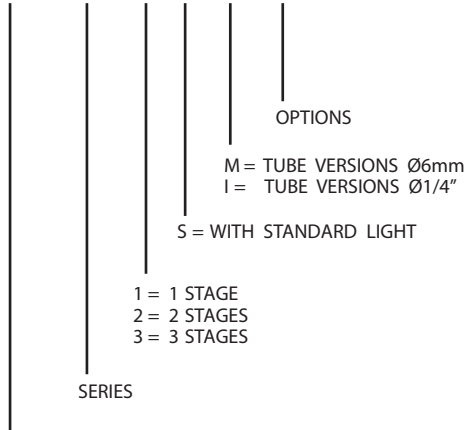 OPTIONS
M = TUBE VERSIONS Ø6mm
I = TUBE VERSIONS Ø1/4”
S = WITH STANDARD LIGHT
1 = 1 STAGE
2 = 2 STAGES
3 = 3 STAGES
SERIES